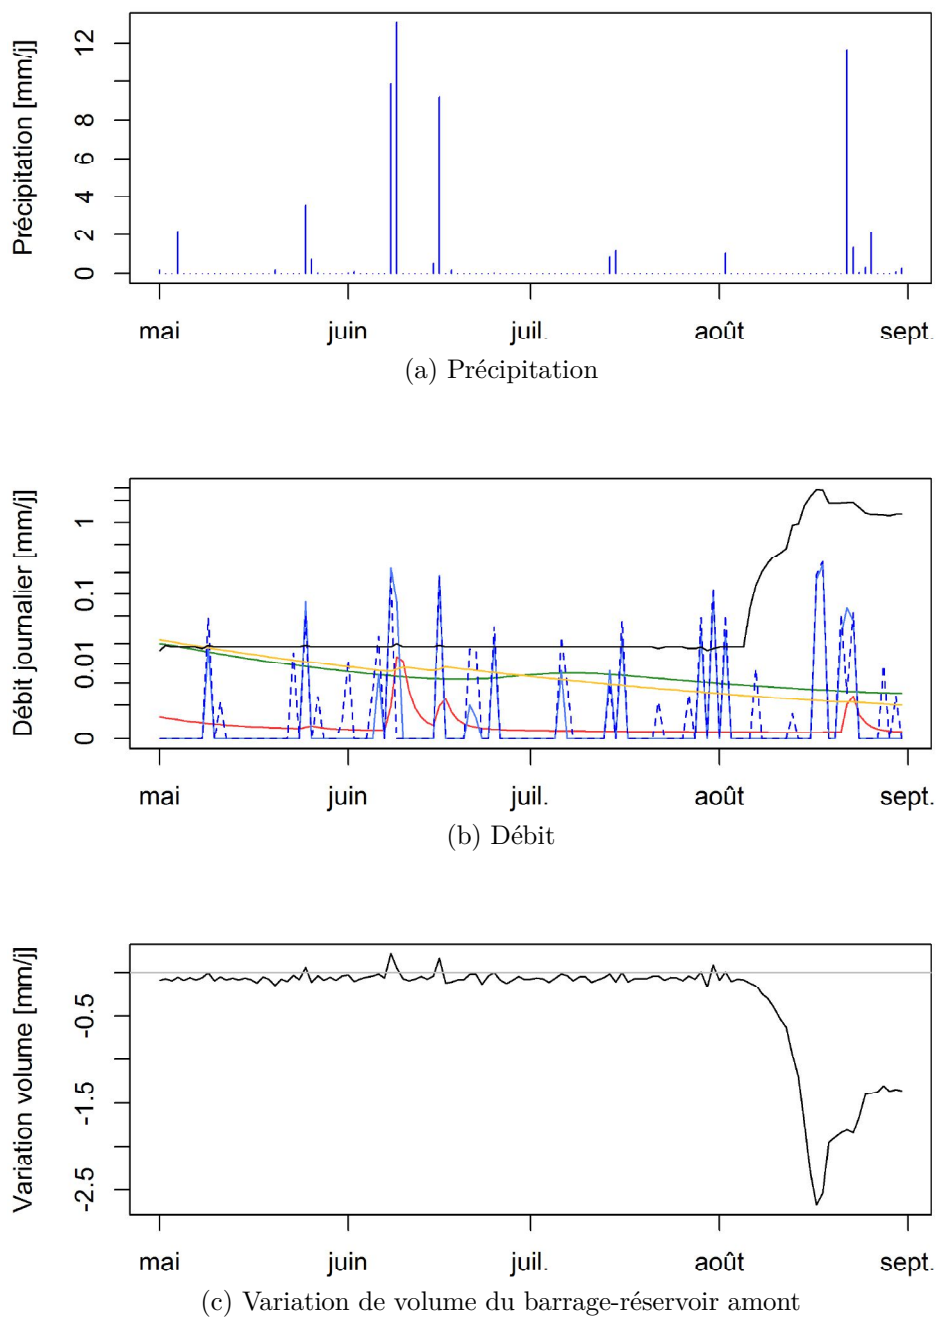 Précipitation [mm/j]
12
8
6
4
2
0
mai juin juil. août sept.
(a) Précipitation
Débit journalier [mm/j]
1
0.1
0.01
0
mai juin juil. août sept.
(b) Débit
Variation volume [mm/j]
-0.5
-1.5
-2.5
mai juin juil. août sept.
(c) Variation de volume du barrage-réservoir amont